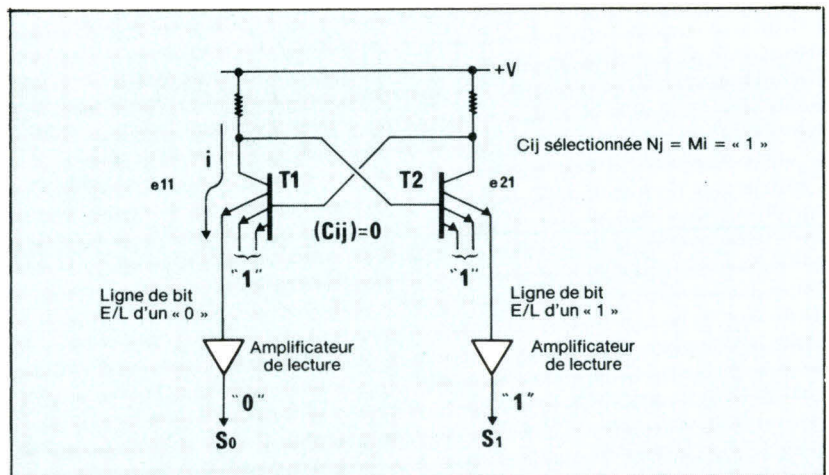 +V
Cij sélectionnée Nj = Mi = « 1 »
i
e11
T1
T2
e21
(Cij)=0
"1"
"1"
Ligne de bit
E/L d'un « 0 »
Ligne de bit
E/L d'un « 1 »
Amplificateur
de lecture
Amplificateur
de lecture
"0"
"1"
S0
S1